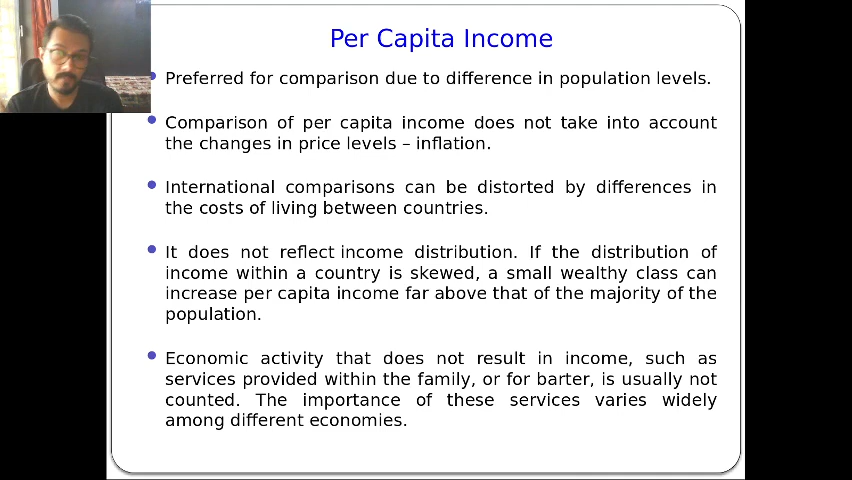 Per Capita Income
Preferred for comparison due to difference in population levels.
Comparison of per capita income does not take into account
the changes in price levels – inflation.
International comparisons can be distorted by differences in
the costs of living between countries.
It does not reflect income distribution. If the distribution of
income within a country is skewed, a small wealthy class can
increase per capita income far above that of the majority of the
population.
Economic activity that does not result in income, such as
services provided within the family, or for barter, is usually not
counted. The importance of these services varies widely
among different economies.